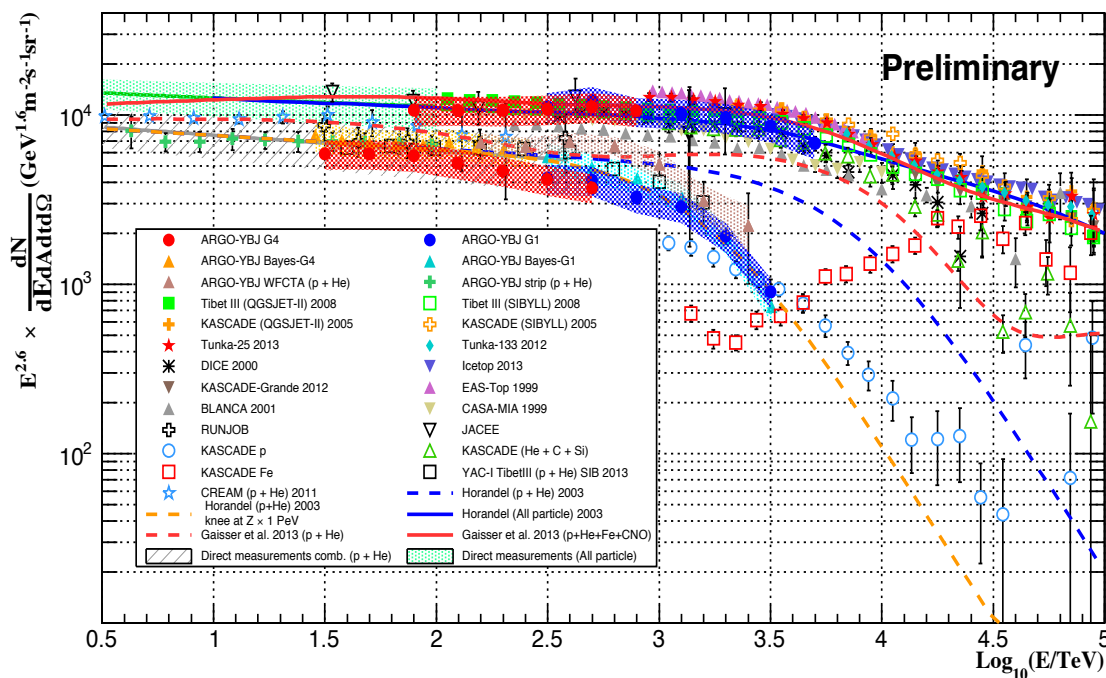 Preliminary
E^2.6 × dN/dEdAdtdΩ (GeV^1.6 m^-2 s^-1 sr^-1)
10^4
10^3
10^2
ARGO-YBJ G4
ARGO-YBJ G1
ARGO-YBJ Bayes-G4
ARGO-YBJ Bayes-G1
ARGO-YBJ WFCTA (p + He)
ARGO-YBJ strip (p + He)
Tibet III (QGSJET-II) 2008
Tibet III (SIBYLL) 2008
KASCADE (QGSJET-II) 2005
KASCADE (SIBYLL) 2005
Tunka-25 2013
Tunka-133 2012
DICE 2000
Icetop 2013
KASCADE-Grande 2012
EAS-Top 1999
BLANCA 2001
CASA-MIA 1999
RUNJOB
JACEE
KASCADE p
KASCADE (He + C + Si)
KASCADE Fe
YAC-I TibetIII (p + He) SIB 2013
CREAM (p + He) 2011
Horandel (p + He) 2003
Horandel (p+He) 2003
knee at Z × 1 PeV
Horandel (All particle) 2003
Gaisser et al. 2013 (p + He)
Gaisser et al. 2013 (p+He+Fe+CNO)
Direct measurements comb. (p + He)
Direct measurements (All particle)
0.5 1 1.5 2 2.5 3 3.5 4 4.5 5
Log10(E/TeV)